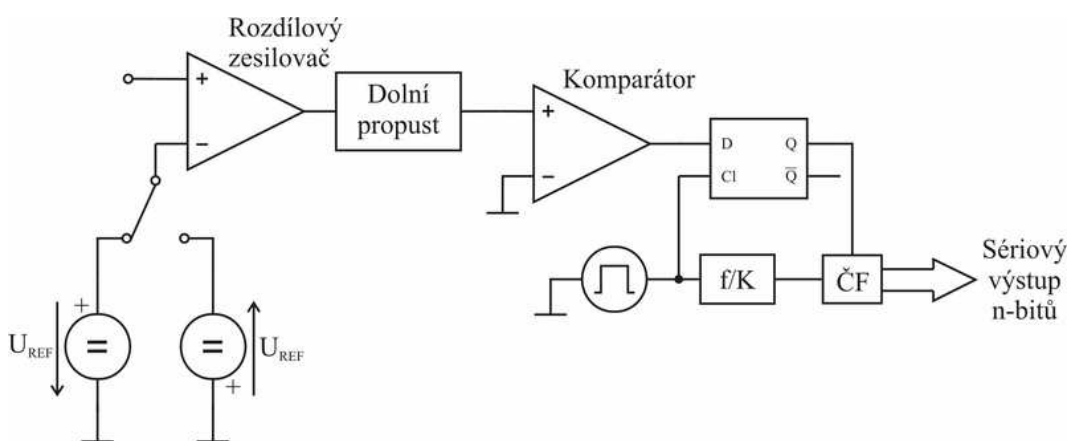 Rozdílový
zesilovač
+
−
Dolní
propust
Komparátor
+
−
D
Q
Cl
Q̅
f/K
ČF
Sériový
výstup
n-bitů
+
U_REF
=
=
U_REF
+